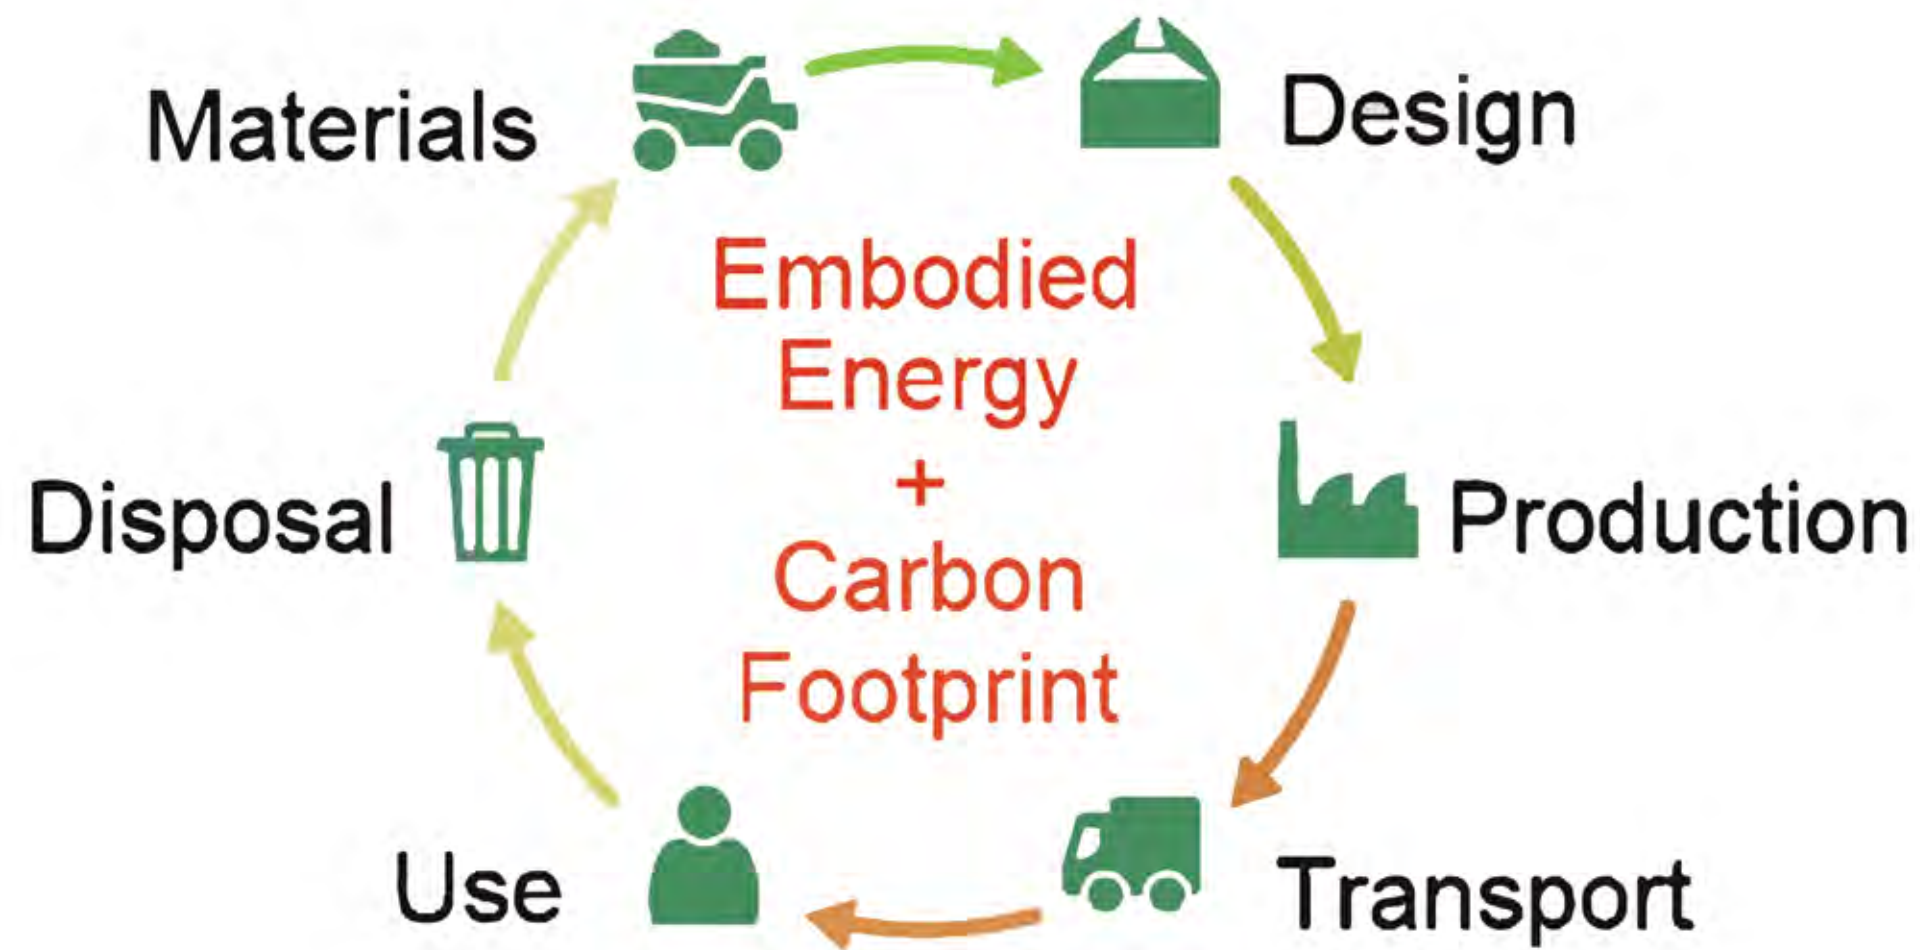 Materials
Design
Embodied
Energy
+
Carbon
Footprint
Disposal
Production
Use
Transport